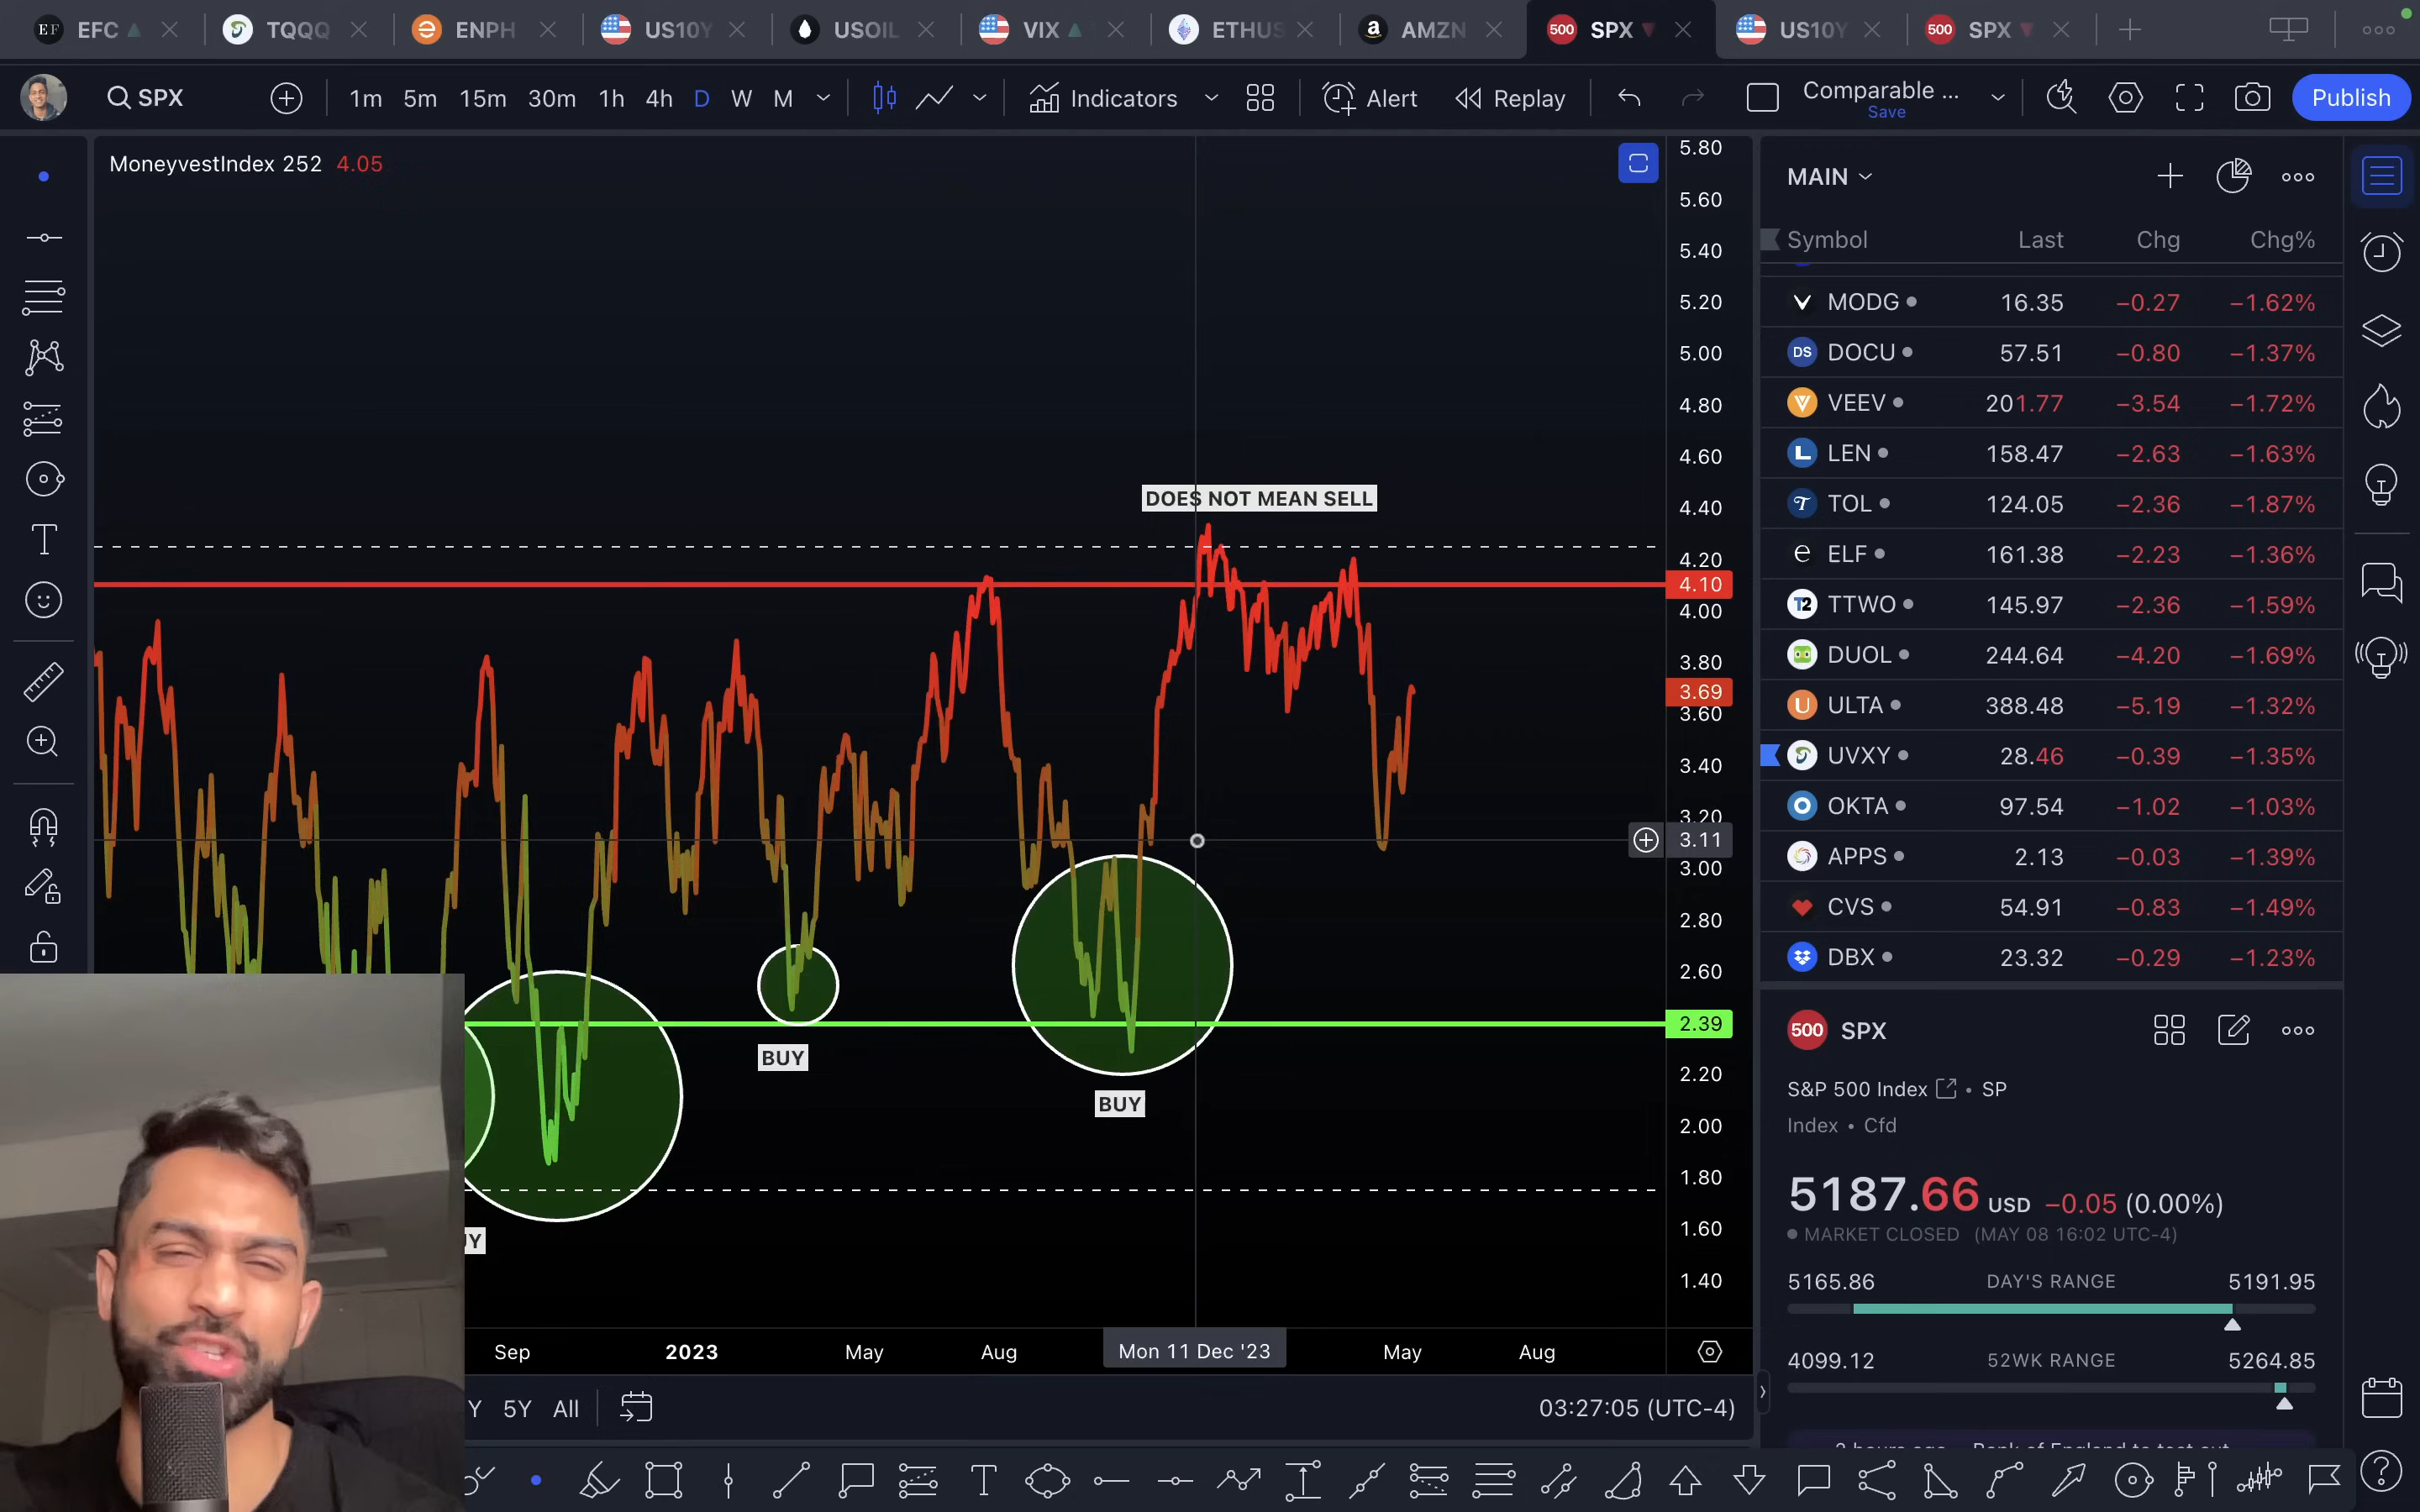 EFC TQQQ ENPH US10Y USOIL VIX ETHUS AMZN SPX US10Y SPX
SPX 1m 5m 15m 30m 1h 4h D W M Indicators Alert Replay Comparable ... Publish
Save
MoneyvestIndex 252 4.05
5.80
5.60
5.40
5.20
5.00
4.80
4.60
4.40
4.20
4.10
4.00
3.80
3.69
3.60
3.40
3.20
3.11
3.00
2.80
2.60
2.39
2.20
2.00
1.80
1.60
1.40
DOES NOT MEAN SELL
BUY
BUY
Y
Sep 2023 May Aug Mon 11 Dec '23 May Aug
Y 5Y All 03:27:05 (UTC-4)
MAIN
Symbol Last Chg Chg%
MODG 16.35 −0.27 −1.62%
DS DOCU 57.51 −0.80 −1.37%
VEEV 201.77 −3.54 −1.72%
L LEN 158.47 −2.63 −1.63%
T TOL 124.05 −2.36 −1.87%
e ELF 161.38 −2.23 −1.36%
T2 TTWO 145.97 −2.36 −1.59%
DUOL 244.64 −4.20 −1.69%
U ULTA 388.48 −5.19 −1.32%
UVXY 28.46 −0.39 −1.35%
OKTA 97.54 −1.02 −1.03%
APPS 2.13 −0.03 −1.39%
CVS 54.91 −0.83 −1.49%
DBX 23.32 −0.29 −1.23%
500 SPX
S&P 500 Index • SP
Index • Cfd
5187.66 USD −0.05 (0.00%)
MARKET CLOSED (MAY 08 16:02 UTC-4)
5165.86 DAY'S RANGE 5191.95
4099.12 52WK RANGE 5264.85